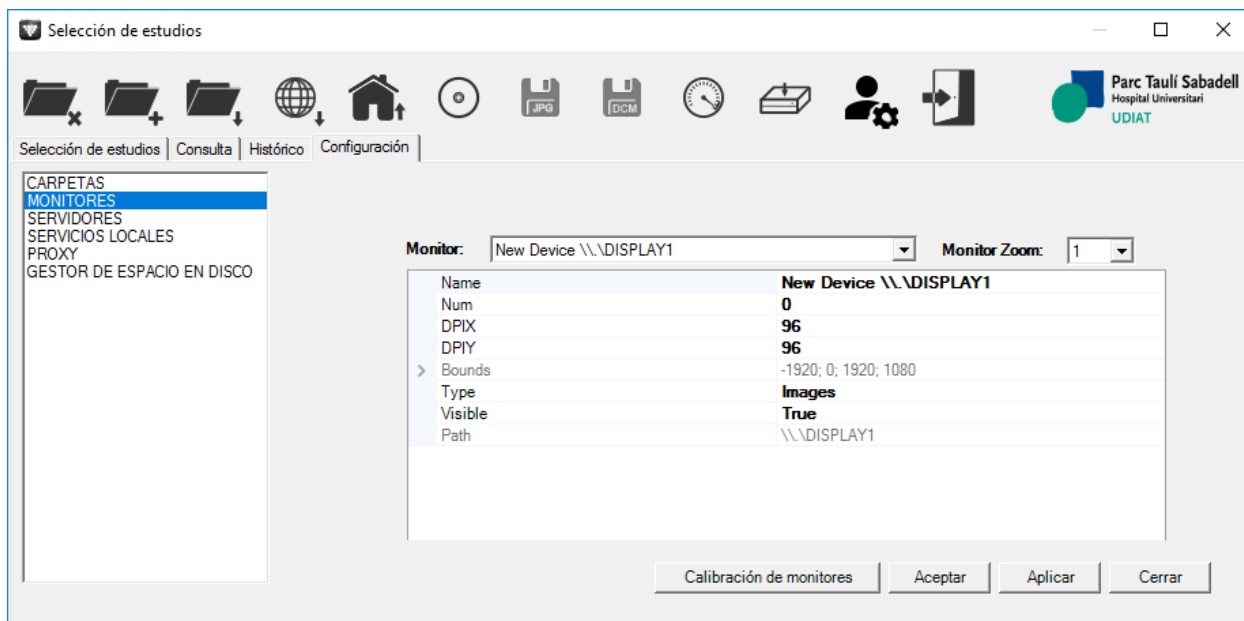 Selección de estudios
JPG
DCM
Parc Taulí Sabadell
Hospital Universitari
UDIAT
Selección de estudios Consulta Histórico Configuración
CARPETAS
MONITORES
SERVIDORES
SERVICIOS LOCALES
PROXY
GESTOR DE ESPACIO EN DISCO
Monitor: New Device \\.\DISPLAY1 Monitor Zoom: 1
Name New Device \\.\DISPLAY1
Num 0
DPIX 96
DPIY 96
Bounds -1920; 0; 1920; 1080
Type Images
Visible True
Path \\.\DISPLAY1
Calibración de monitores Aceptar Aplicar Cerrar